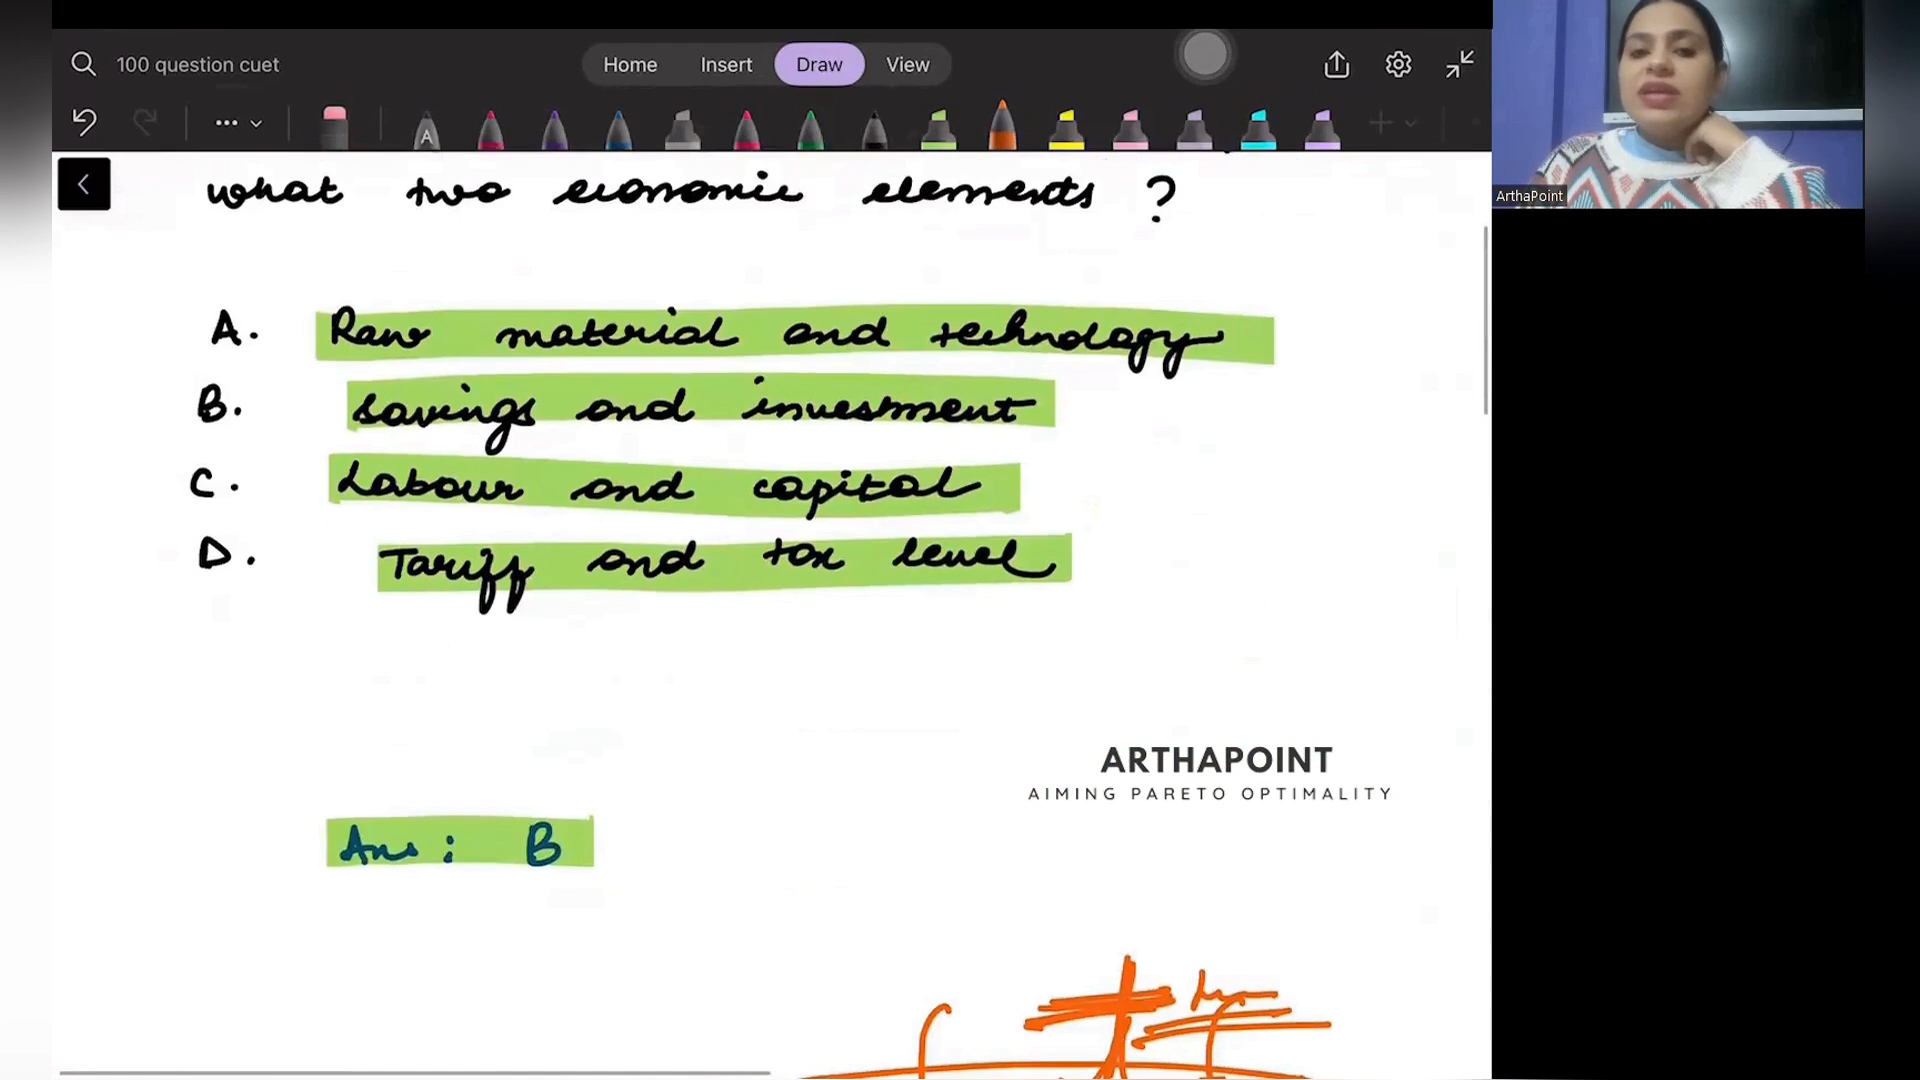 100 question cuet
Home Insert Draw View
A
what two economic elements ?
A. Raw material and technology
B. Savings and investment
C. Labour and capital
D. Tariff and tax level
ARTHAPOINT
AIMING PARETO OPTIMALITY
Ans : B
ArthaPoint